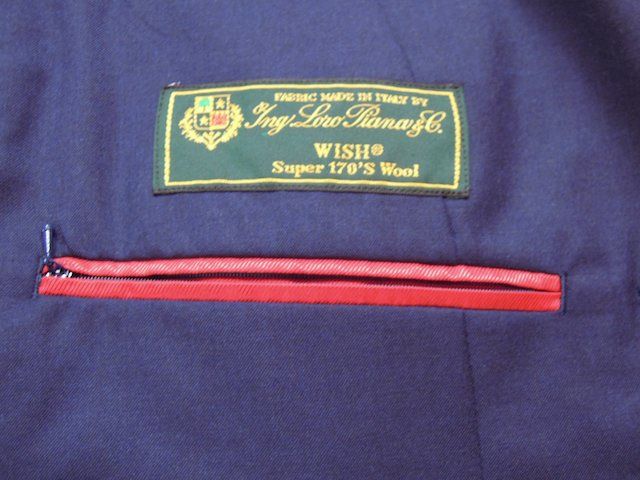 FABRIC MADE IN ITALY BY
Ing. Loro Piana & C.
WISH®
Super 170'S Wool